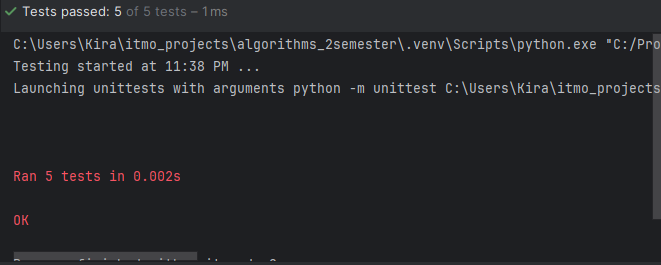 Tests passed: 5 of 5 tests – 1 ms
C:\Users\Kira\itmo_projects\algorithms_2semester\.venv\Scripts\python.exe "C:/Pro
Testing started at 11:38 PM ...
Launching unittests with arguments python -m unittest C:\Users\Kira\itmo_projects
Ran 5 tests in 0.002s
OK